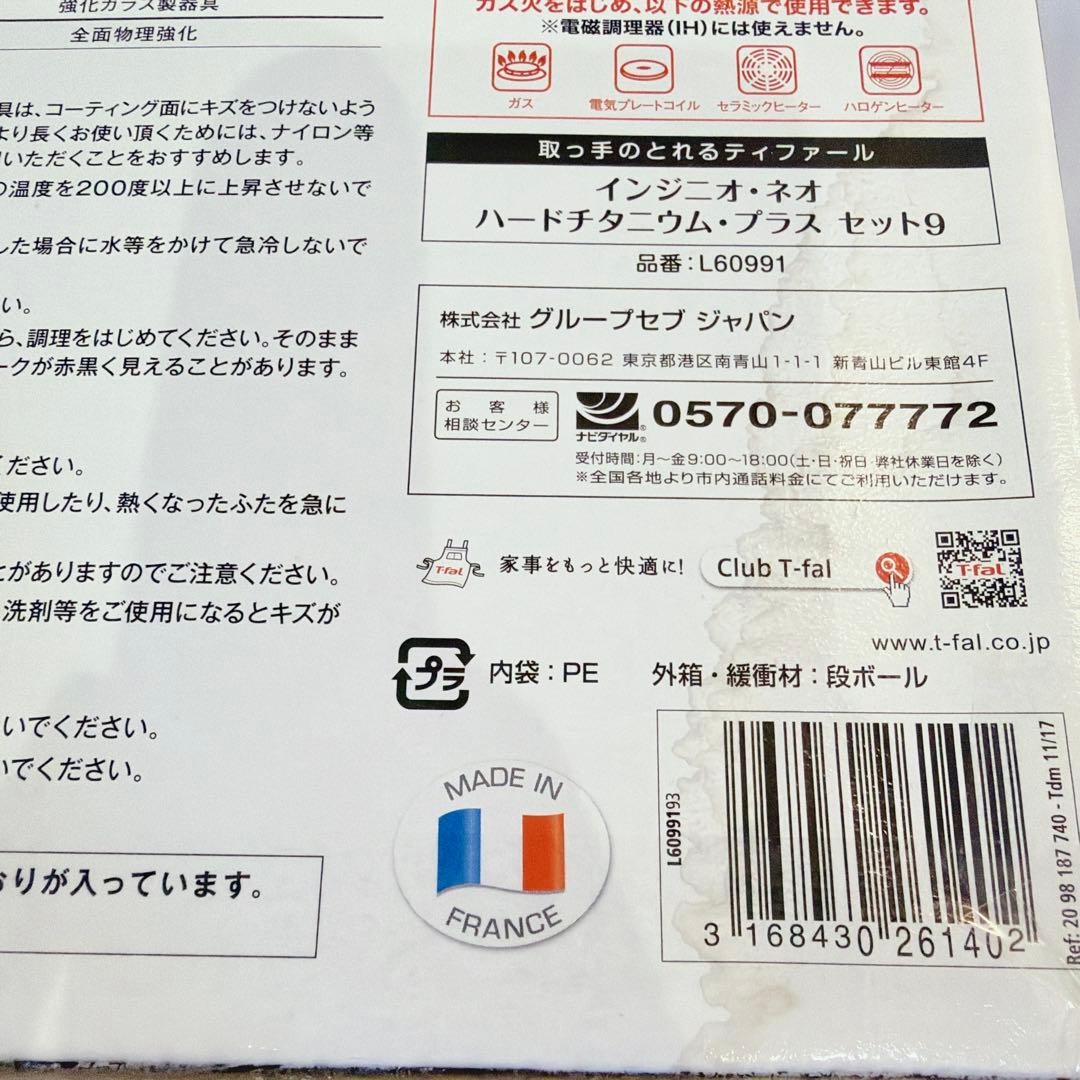 強化ガラス製器具
全面物理強化
具は、コーティング面にキズをつけないよう
より長くお使い頂くためには、ナイロン等
いただくことをおすすめします。
の温度を200度以上に上昇させないで
した場合に水等をかけて急冷しないで
い。
ら、調理をはじめてください。そのまま
ークが赤黒く見えることがあります。
ください。
使用したり、熱くなったふたを急に
とがありますのでご注意ください。
洗剤等をご使用になるとキズが
いでください。
いでください。
おりが入っています。
ガス火をはじめ、以下の熱源で使用できます。
※電磁調理器(IH)には使えません。
ガス 電気プレートコイル セラミックヒーター ハロゲンヒーター
取っ手のとれるティファール
インジニオ・ネオ
ハードチタニウム・プラス セット9
品番:L60991
株式会社 グループセブ ジャパン
本社:〒107-0062 東京都港区南青山1-1-1 新青山ビル東館4F
お客様
相談センター
ナビダイヤル®
0570-077772
受付時間:月〜金9:00〜18:00(土・日・祝日・弊社休業日を除く)
※全国各地より市内通話料金にてご利用いただけます。
T-fal
家事をもっと快適に!
Club T-fal
T-fal
www.t-fal.co.jp
プラ
内袋:PE 外箱・緩衝材:段ボール
MADE IN
FRANCE
L6099193
3 168430 261402
Ref: 20 98 187 740 - Tdm 11/17